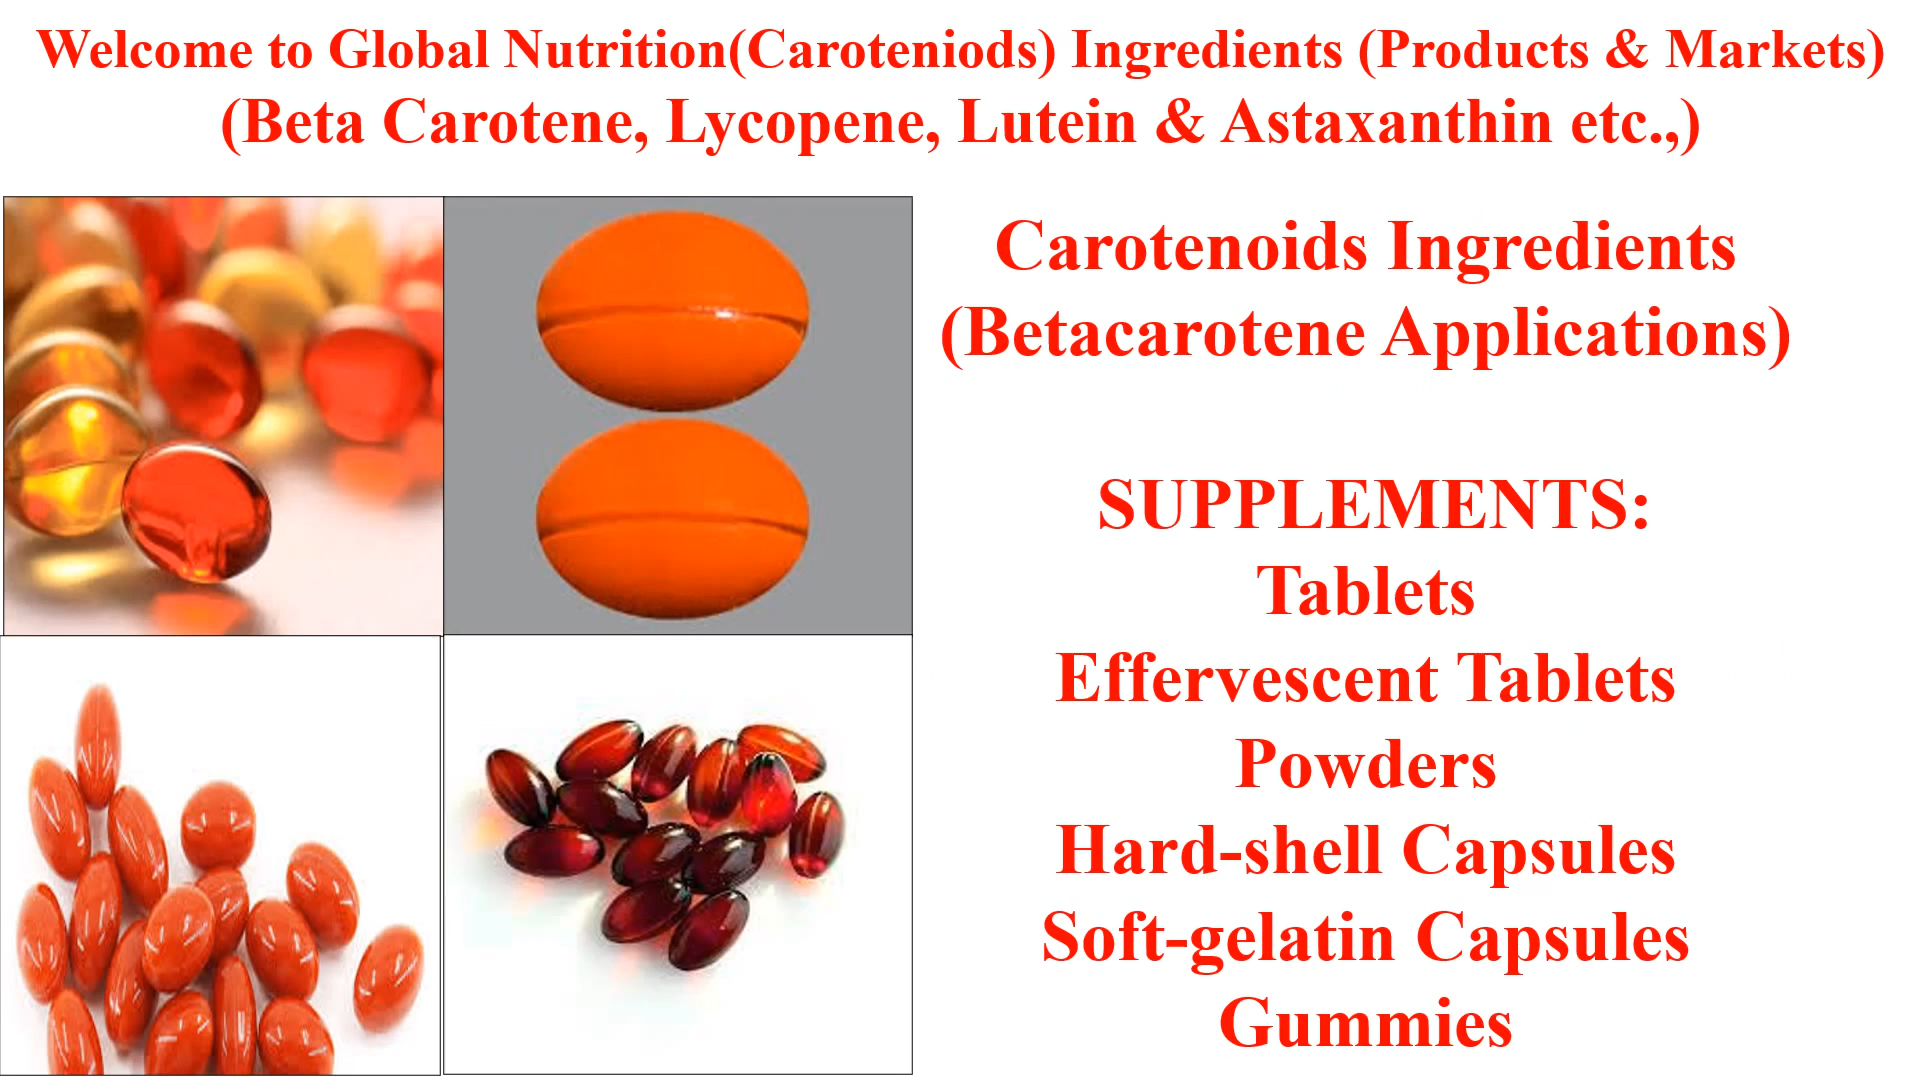 Welcome to Global Nutrition(Caroteniods) Ingredients (Products & Markets)
(Beta Carotene, Lycopene, Lutein & Astaxanthin etc.,)
Carotenoids Ingredients
(Betacarotene Applications)
SUPPLEMENTS:
Tablets
Effervescent Tablets
Powders
Hard-shell Capsules
Soft-gelatin Capsules
Gummies